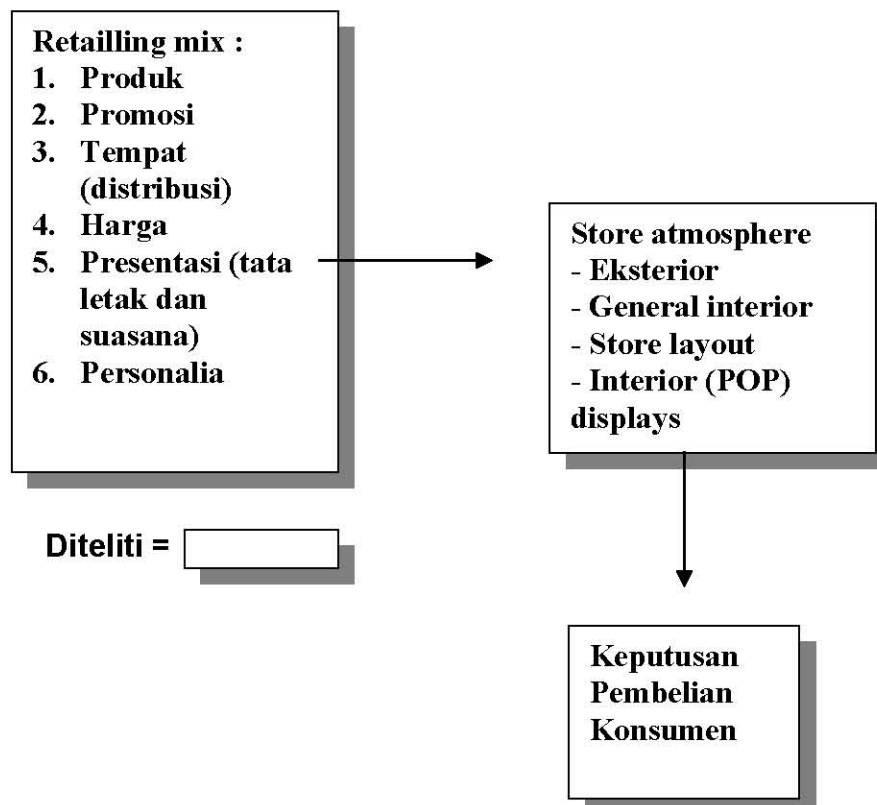 Retailling mix :
1. Produk
2. Promosi
3. Tempat
(distribusi)
4. Harga
5. Presentasi (tata
letak dan
suasana)
6. Personalia
Store atmosphere
- Eksterior
- General interior
- Store layout
- Interior (POP)
displays
Diteliti =
Keputusan
Pembelian
Konsumen